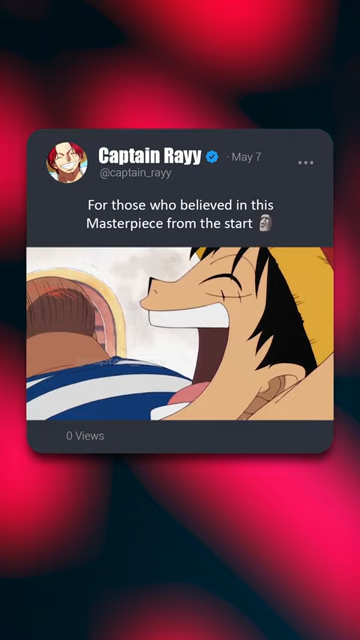 Captain Rayy · May 7
@captain_rayy
For those who believed in this
Masterpiece from the start 🗿
0 Views